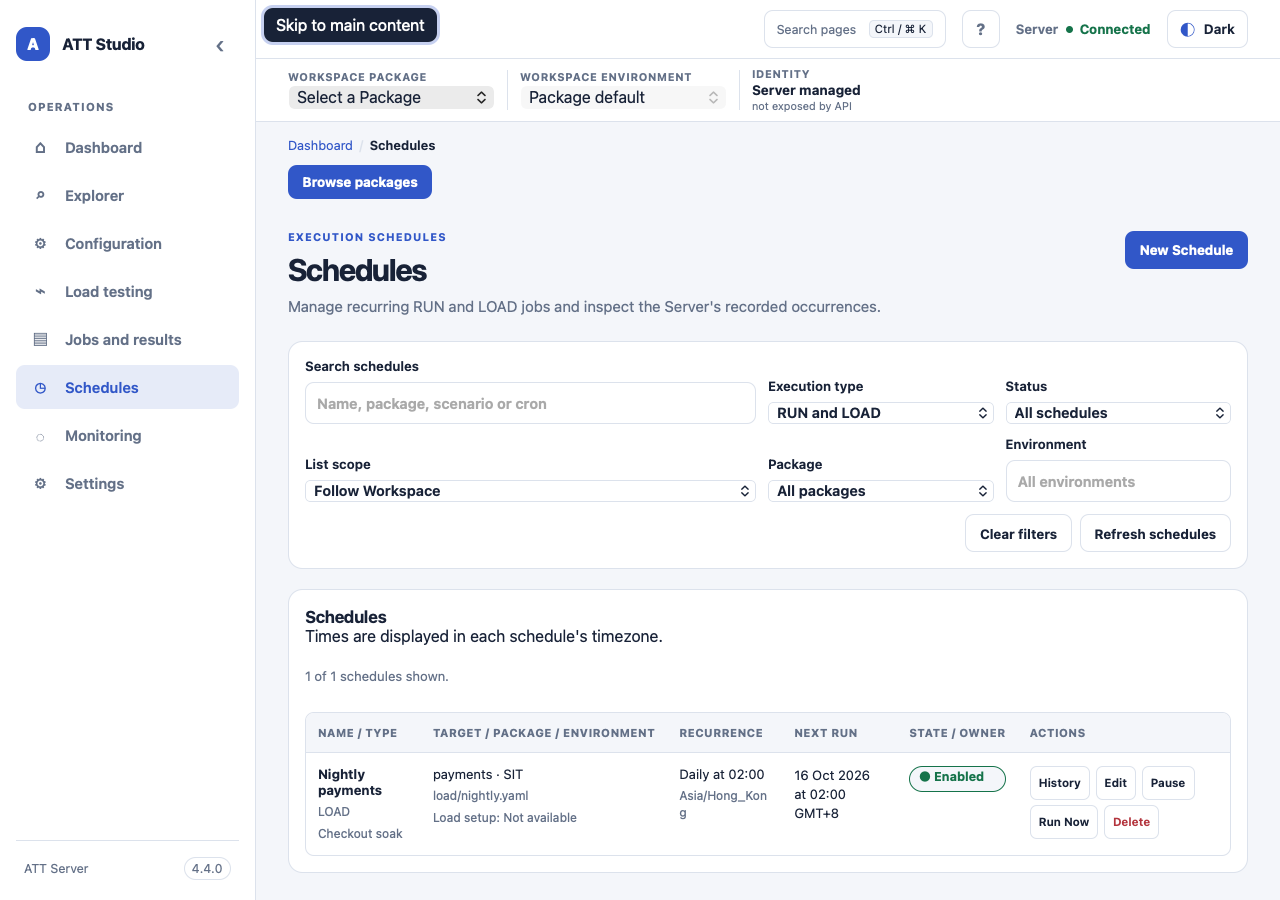 A
ATT Studio
OPERATIONS
Dashboard
Explorer
Configuration
Load testing
Jobs and results
Schedules
Monitoring
Settings
ATT Server
4.4.0
Skip to main content
Search pages
Ctrl / ⌘ K
?
Server
Connected
Dark
WORKSPACE PACKAGE
Select a Package
WORKSPACE ENVIRONMENT
Package default
IDENTITY
Server managed
not exposed by API
Dashboard / Schedules
Browse packages
EXECUTION SCHEDULES
Schedules
Manage recurring RUN and LOAD jobs and inspect the Server's recorded occurrences.
New Schedule
Search schedules
Name, package, scenario or cron
Execution type
RUN and LOAD
Status
All schedules
List scope
Follow Workspace
Package
All packages
Environment
All environments
Clear filters
Refresh schedules
Schedules
Times are displayed in each schedule's timezone.
1 of 1 schedules shown.
NAME / TYPE
TARGET / PACKAGE / ENVIRONMENT
RECURRENCE
NEXT RUN
STATE / OWNER
ACTIONS
Nightly
payments
LOAD
Checkout soak
payments · SIT
load/nightly.yaml
Load setup: Not available
Daily at 02:00
Asia/Hong_Kon
g
16 Oct 2026
at 02:00
GMT+8
Enabled
History
Edit
Pause
Run Now
Delete